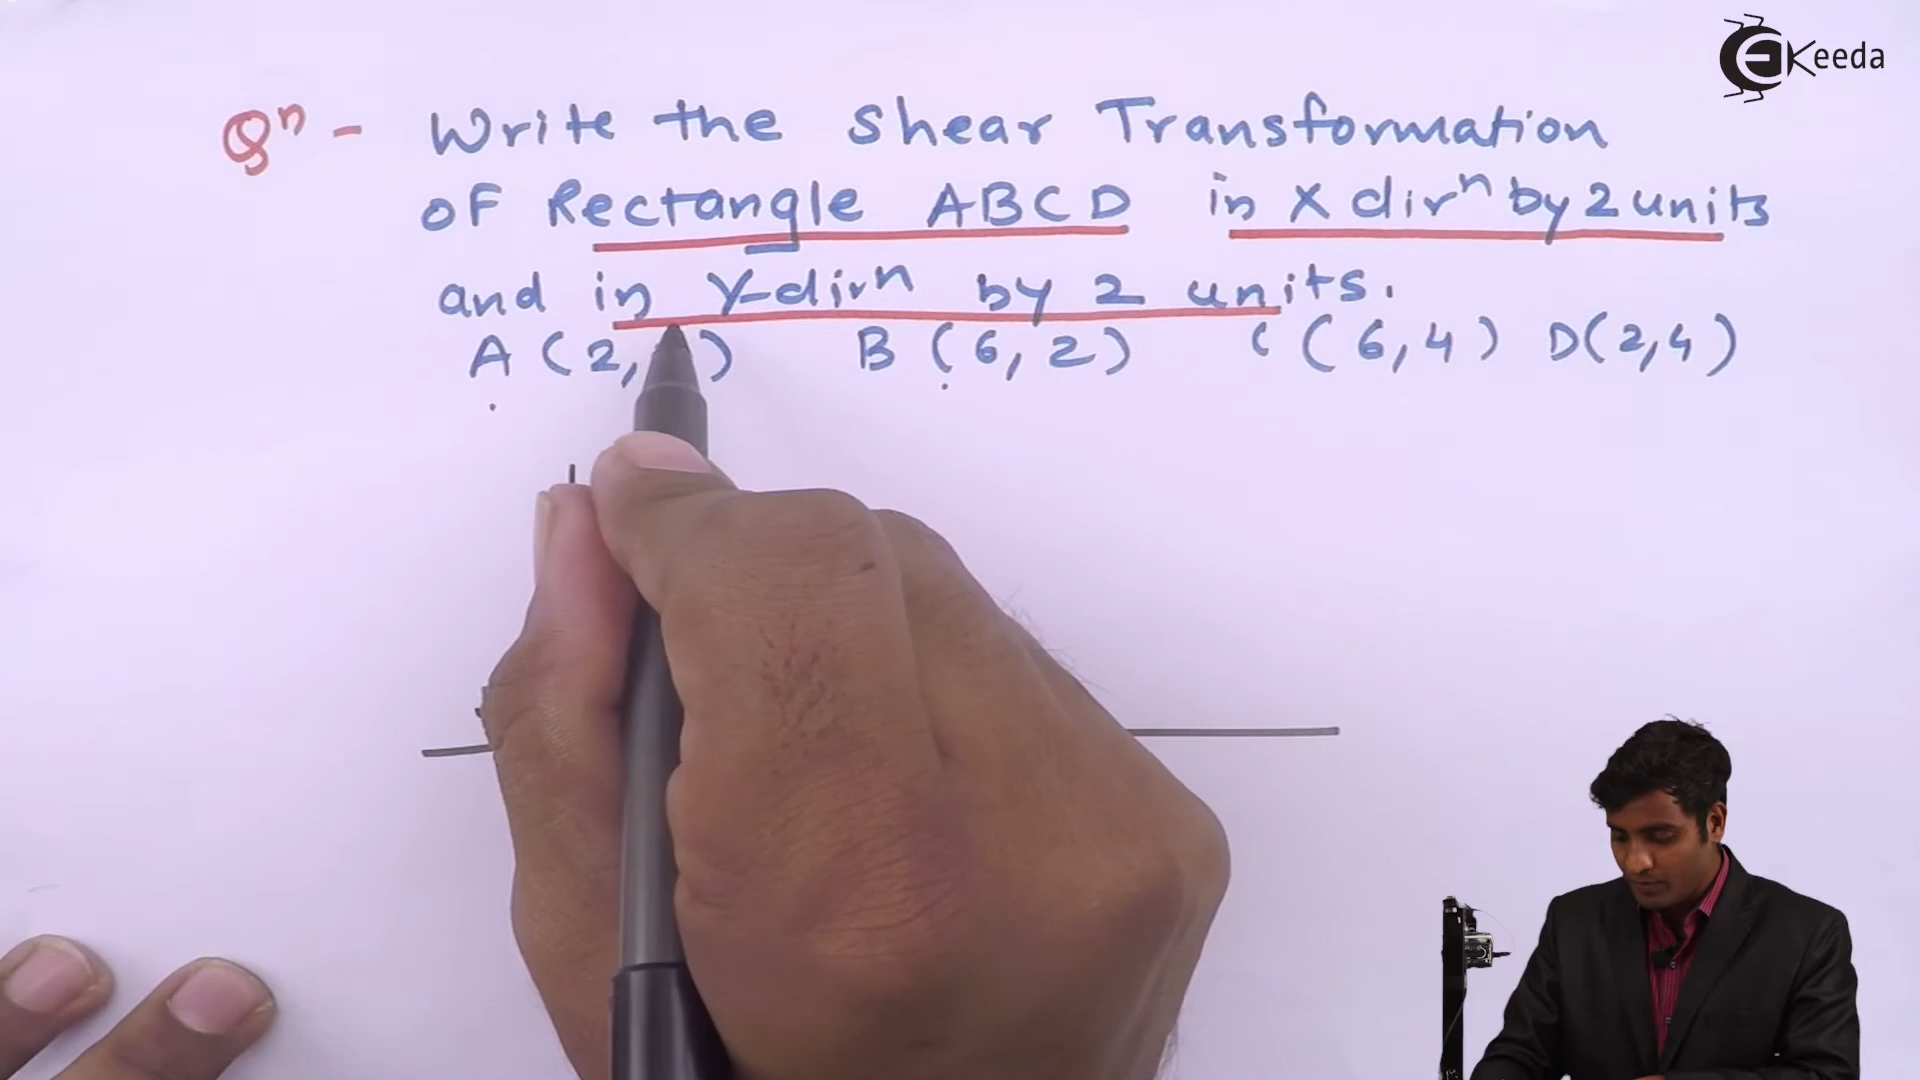 Keeda
Qn - Write the shear Transformation
of Rectangle ABCD in X dirn by 2 units
and in Y-dirn by 2 units.
A (2, ) B (6, 2) C (6, 4) D(2, 4)